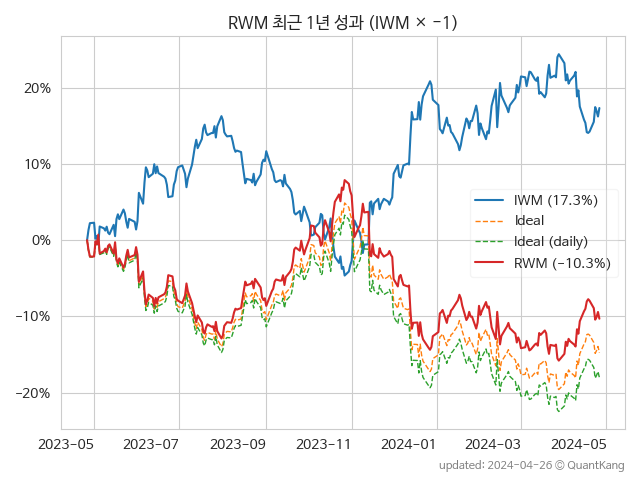 RWM 최근 1년 성과 (IWM × −1)
20%
10%
0%
−10%
−20%
IWM (17.3%)
Ideal
Ideal (daily)
RWM (−10.3%)
2023-05 2023-07 2023-09 2023-11 2024-01 2024-03 2024-05
updated: 2024-04-26 © QuantKang